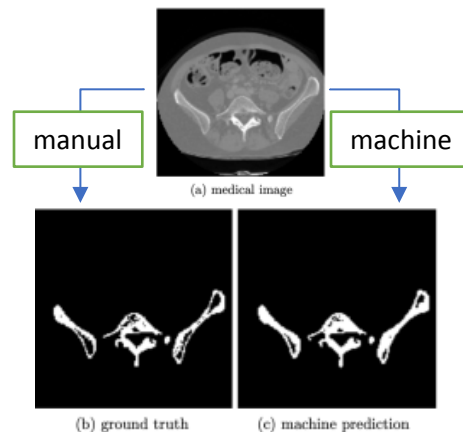 manual
machine
(a) medical image
(b) ground truth
(c) machine prediction